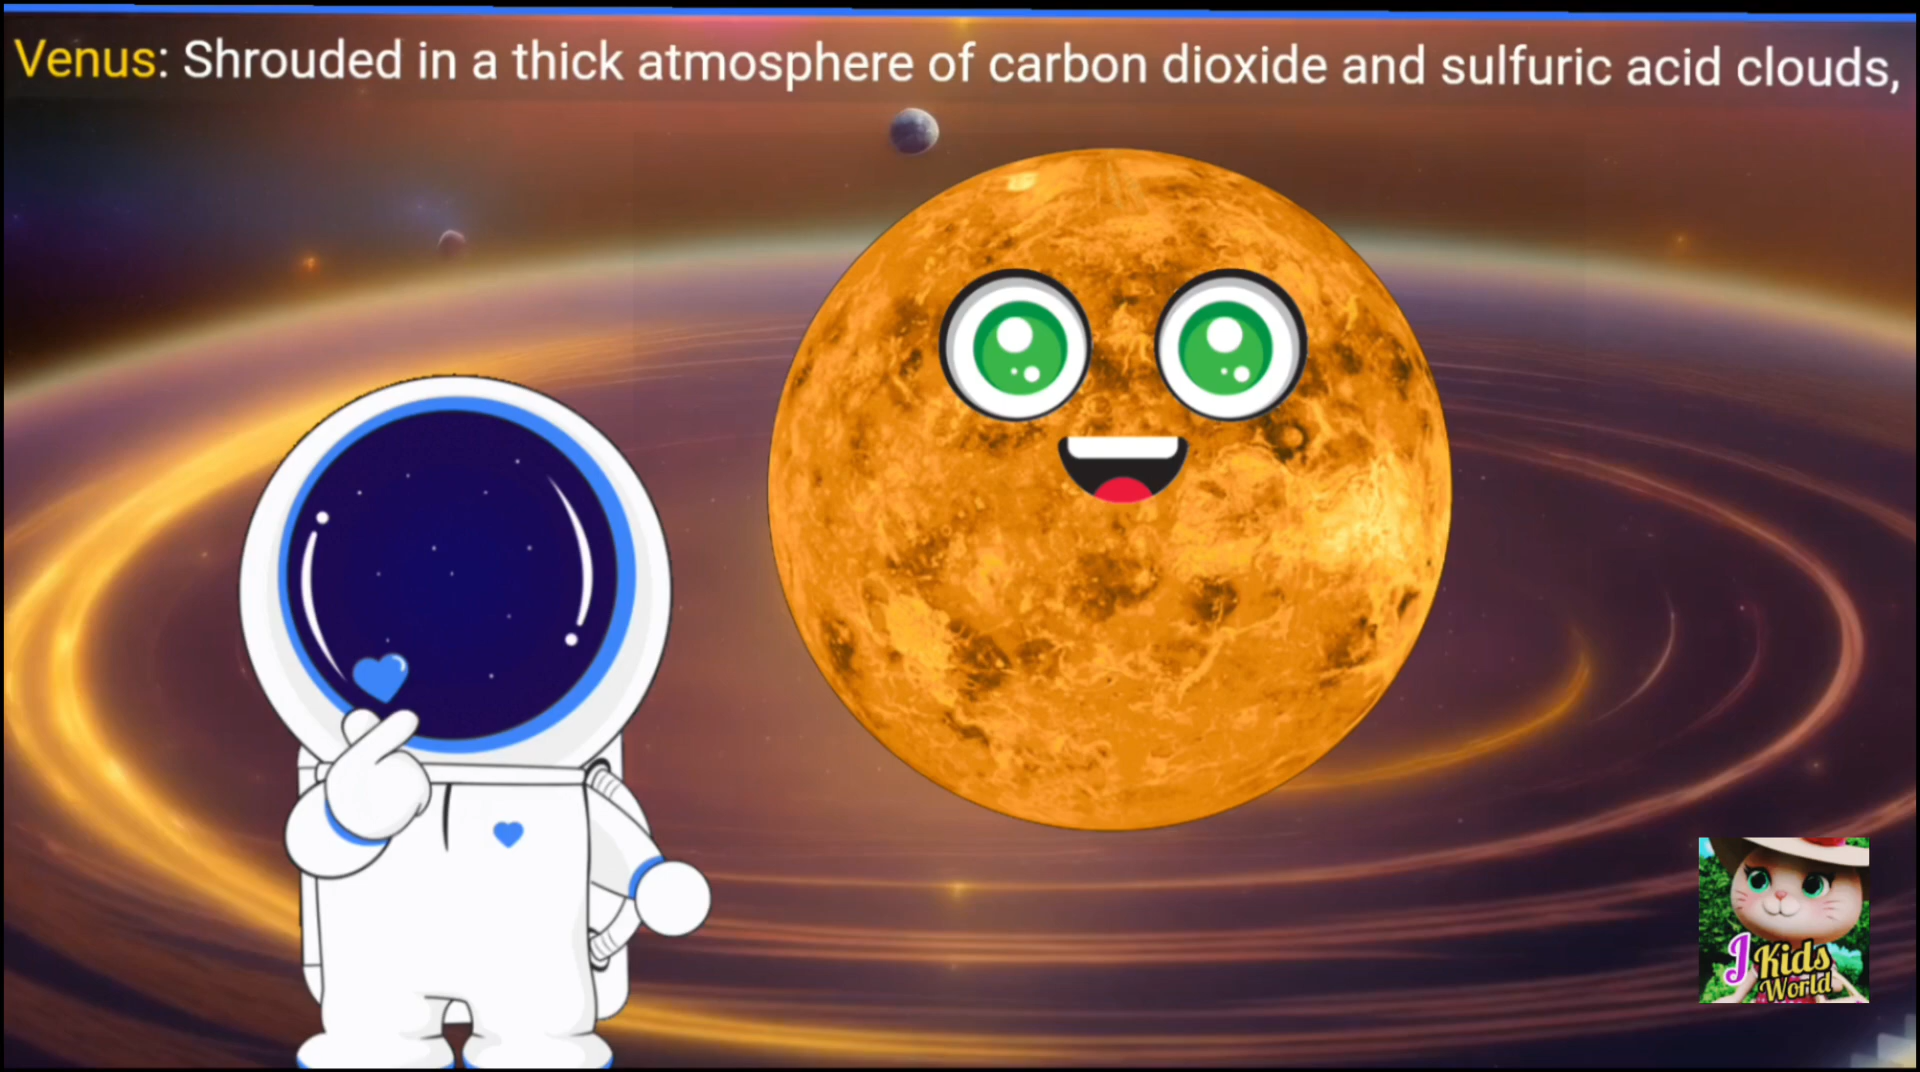 Venus: Shrouded in a thick atmosphere of carbon dioxide and sulfuric acid clouds,
J Kids
World